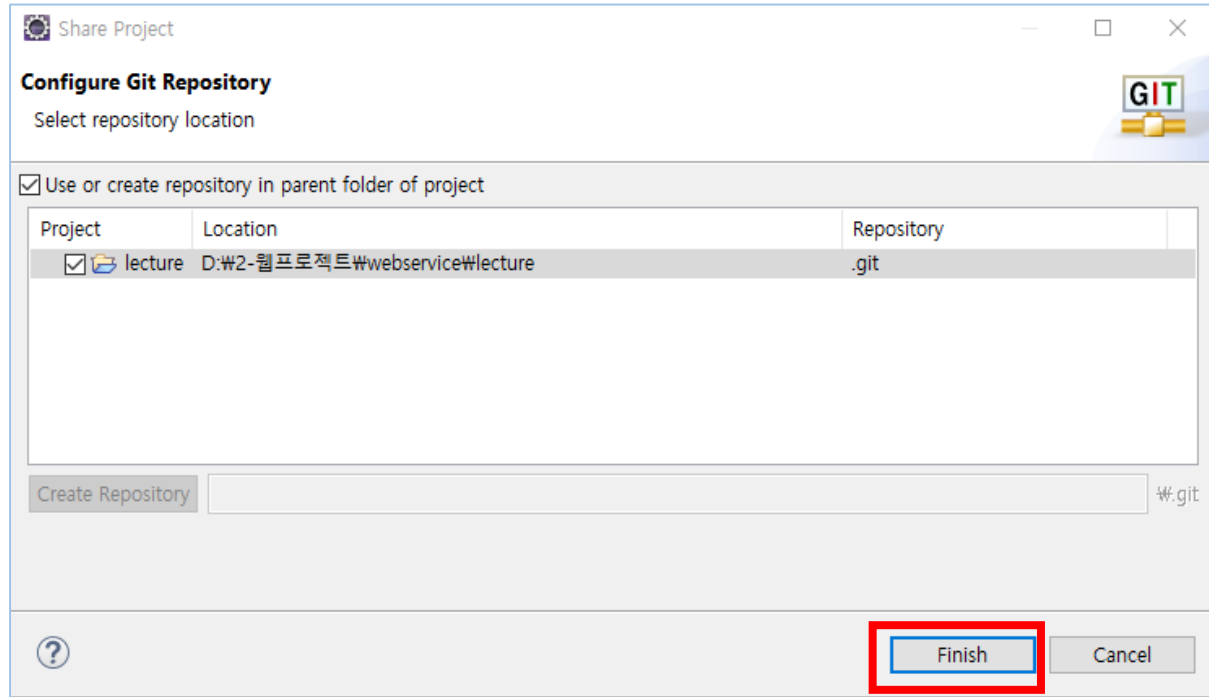 Share Project
Configure Git Repository
Select repository location
GIT
Use or create repository in parent folder of project
Project Location Repository
lecture D:₩2-웹프로젝트₩webservice₩lecture .git
Create Repository ₩.git
? Finish Cancel